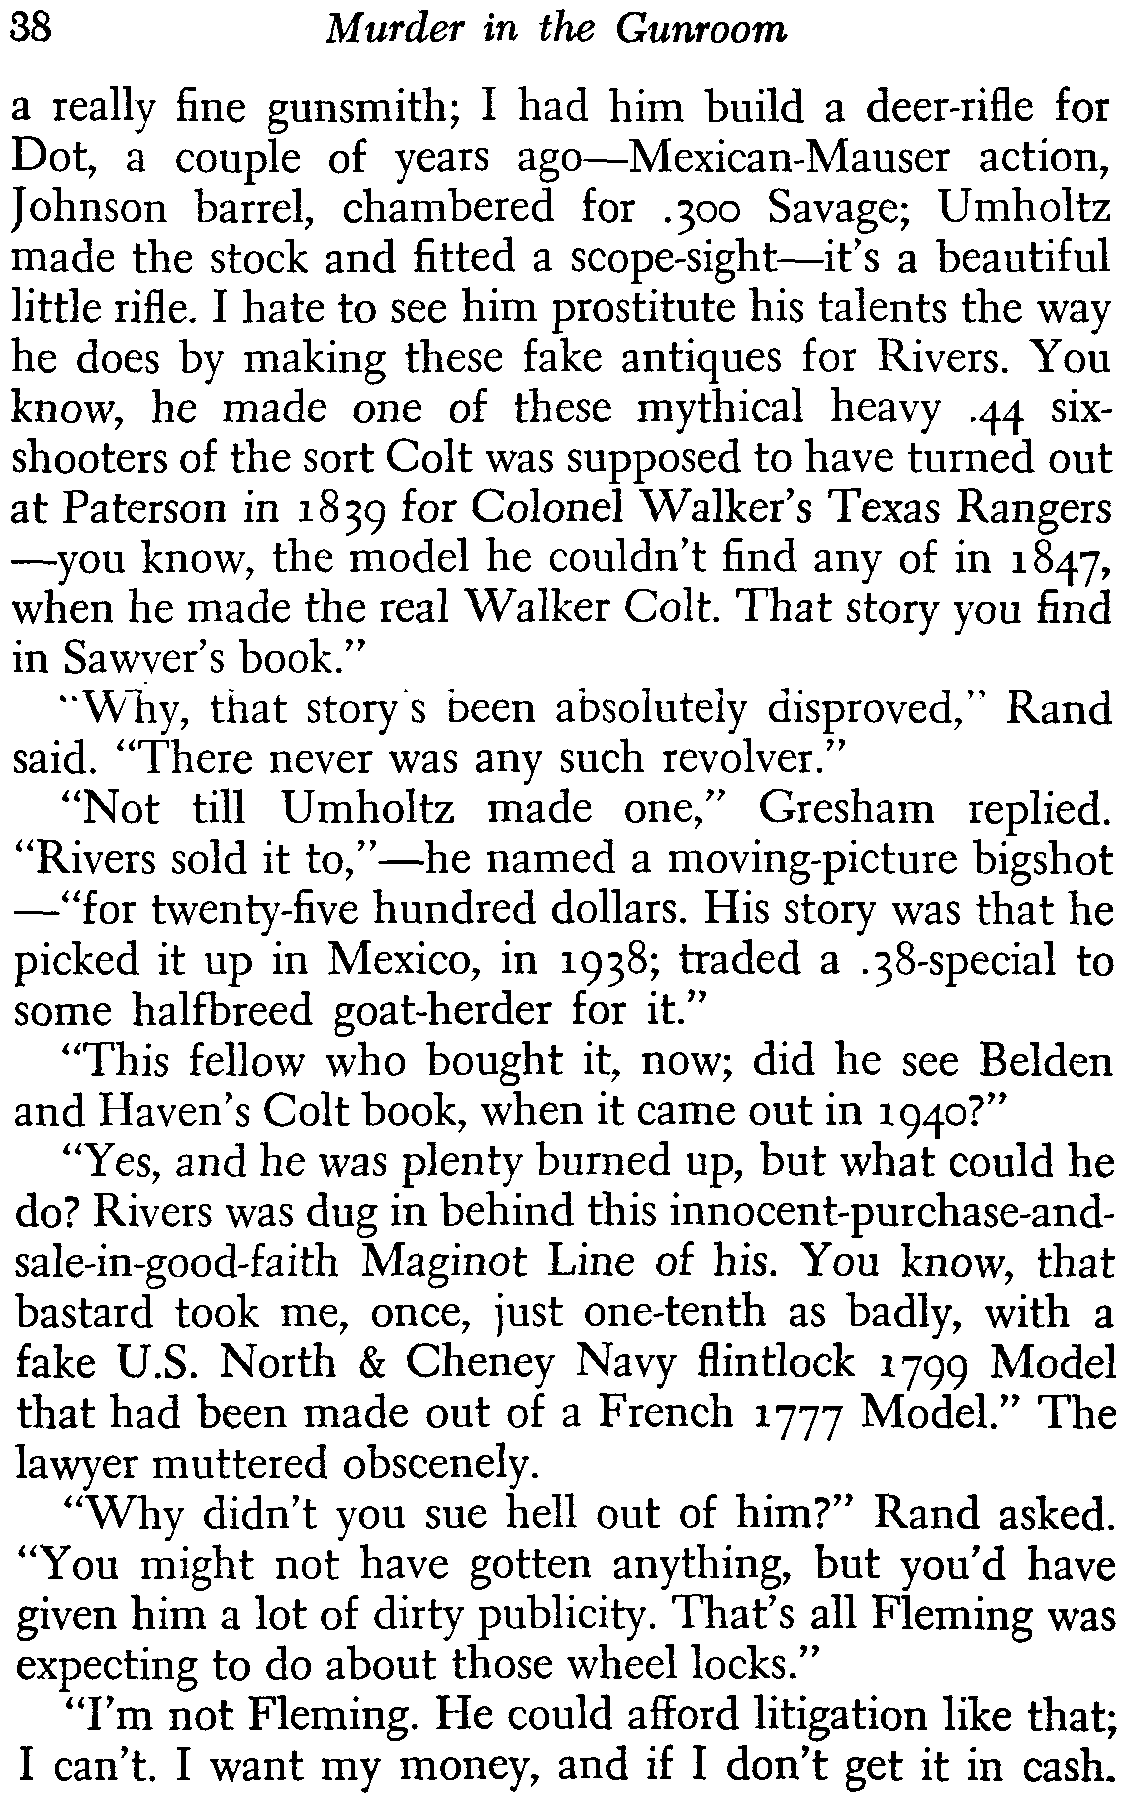 38 Murder in the Gunroom
a really fine gunsmith; I had him build a deer-rifle for
Dot, a couple of years ago—Mexican-Mauser action,
Johnson barrel, chambered for .300 Savage; Umholtz
made the stock and fitted a scope-sight—it's a beautiful
little rifle. I hate to see him prostitute his talents the way
he does by making these fake antiques for Rivers. You
know, he made one of these mythical heavy .44 six-
shooters of the sort Colt was supposed to have turned out
at Paterson in 1839 for Colonel Walker's Texas Rangers
—you know, the model he couldn't find any of in 1847,
when he made the real Walker Colt. That story you find
in Sawyer's book."
"Why, that story's been absolutely disproved," Rand
said. "There never was any such revolver."
"Not till Umholtz made one," Gresham replied.
"Rivers sold it to,"—he named a moving-picture bigshot
—"for twenty-five hundred dollars. His story was that he
picked it up in Mexico, in 1938; traded a .38-special to
some halfbreed goat-herder for it."
"This fellow who bought it, now; did he see Belden
and Haven's Colt book, when it came out in 1940?"
"Yes, and he was plenty burned up, but what could he
do? Rivers was dug in behind this innocent-purchase-and-
sale-in-good-faith Maginot Line of his. You know, that
bastard took me, once, just one-tenth as badly, with a
fake U.S. North & Cheney Navy flintlock 1799 Model
that had been made out of a French 1777 Model." The
lawyer muttered obscenely.
"Why didn't you sue hell out of him?" Rand asked.
"You might not have gotten anything, but you'd have
given him a lot of dirty publicity. That's all Fleming was
expecting to do about those wheel locks."
"I'm not Fleming. He could afford litigation like that;
I can't. I want my money, and if I don't get it in cash.